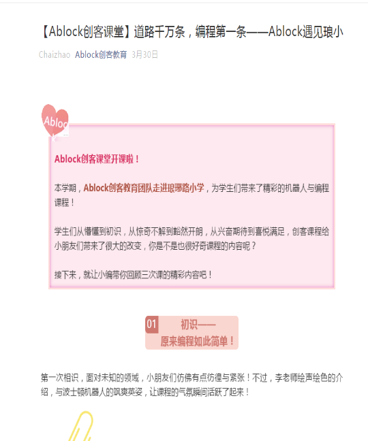 【Ablock创客课堂】道路千万条，编程第一条——Ablock遇见琅小
Chaizhao Ablock创客教育 3月30日
Abloc
Ablock创客课堂开课啦！
本学期，Ablock创客教育团队走进琅琊路小学，为学生们带来了精彩的机器人与编程
课程！
学生们从懵懂到初识，从惊奇不解到豁然开朗，从兴奋期待到喜悦满足，创客课程给
小朋友们带来了很大的改变，你是不是也很好奇课程的内容呢？
接下来，就让小编带你回顾三次课的精彩内容吧！
01 初识——
原来编程如此简单！
第一次相识，面对未知的领域，小朋友们仿佛有点彷徨与紧张！不过，李老师绘声绘色的介
绍，与波士顿机器人的飒爽英姿，让课程的气氛瞬间活跃了起来！